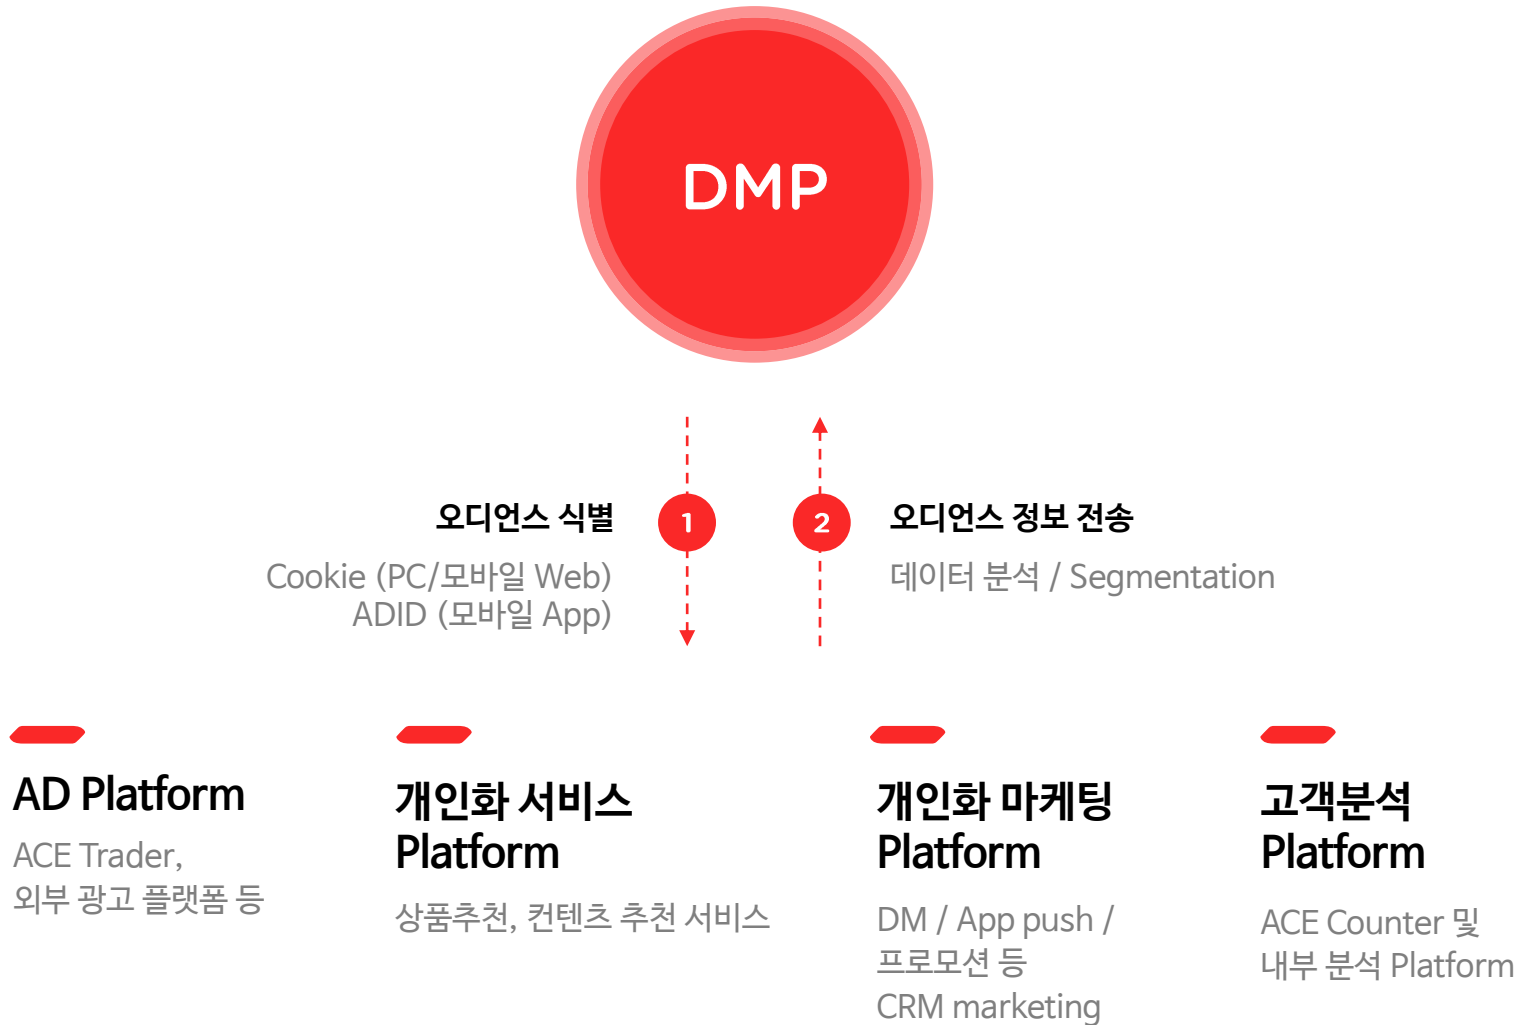 DMP
오디언스 식별
Cookie (PC/모바일 Web)
ADID (모바일 App)
1
2
오디언스 정보 전송
데이터 분석 / Segmentation
AD Platform
ACE Trader,
외부 광고 플랫폼 등
개인화 서비스
Platform
상품추천, 컨텐츠 추천 서비스
개인화 마케팅
Platform
DM / App push /
프로모션 등
CRM marketing
고객분석
Platform
ACE Counter 및
내부 분석 Platform